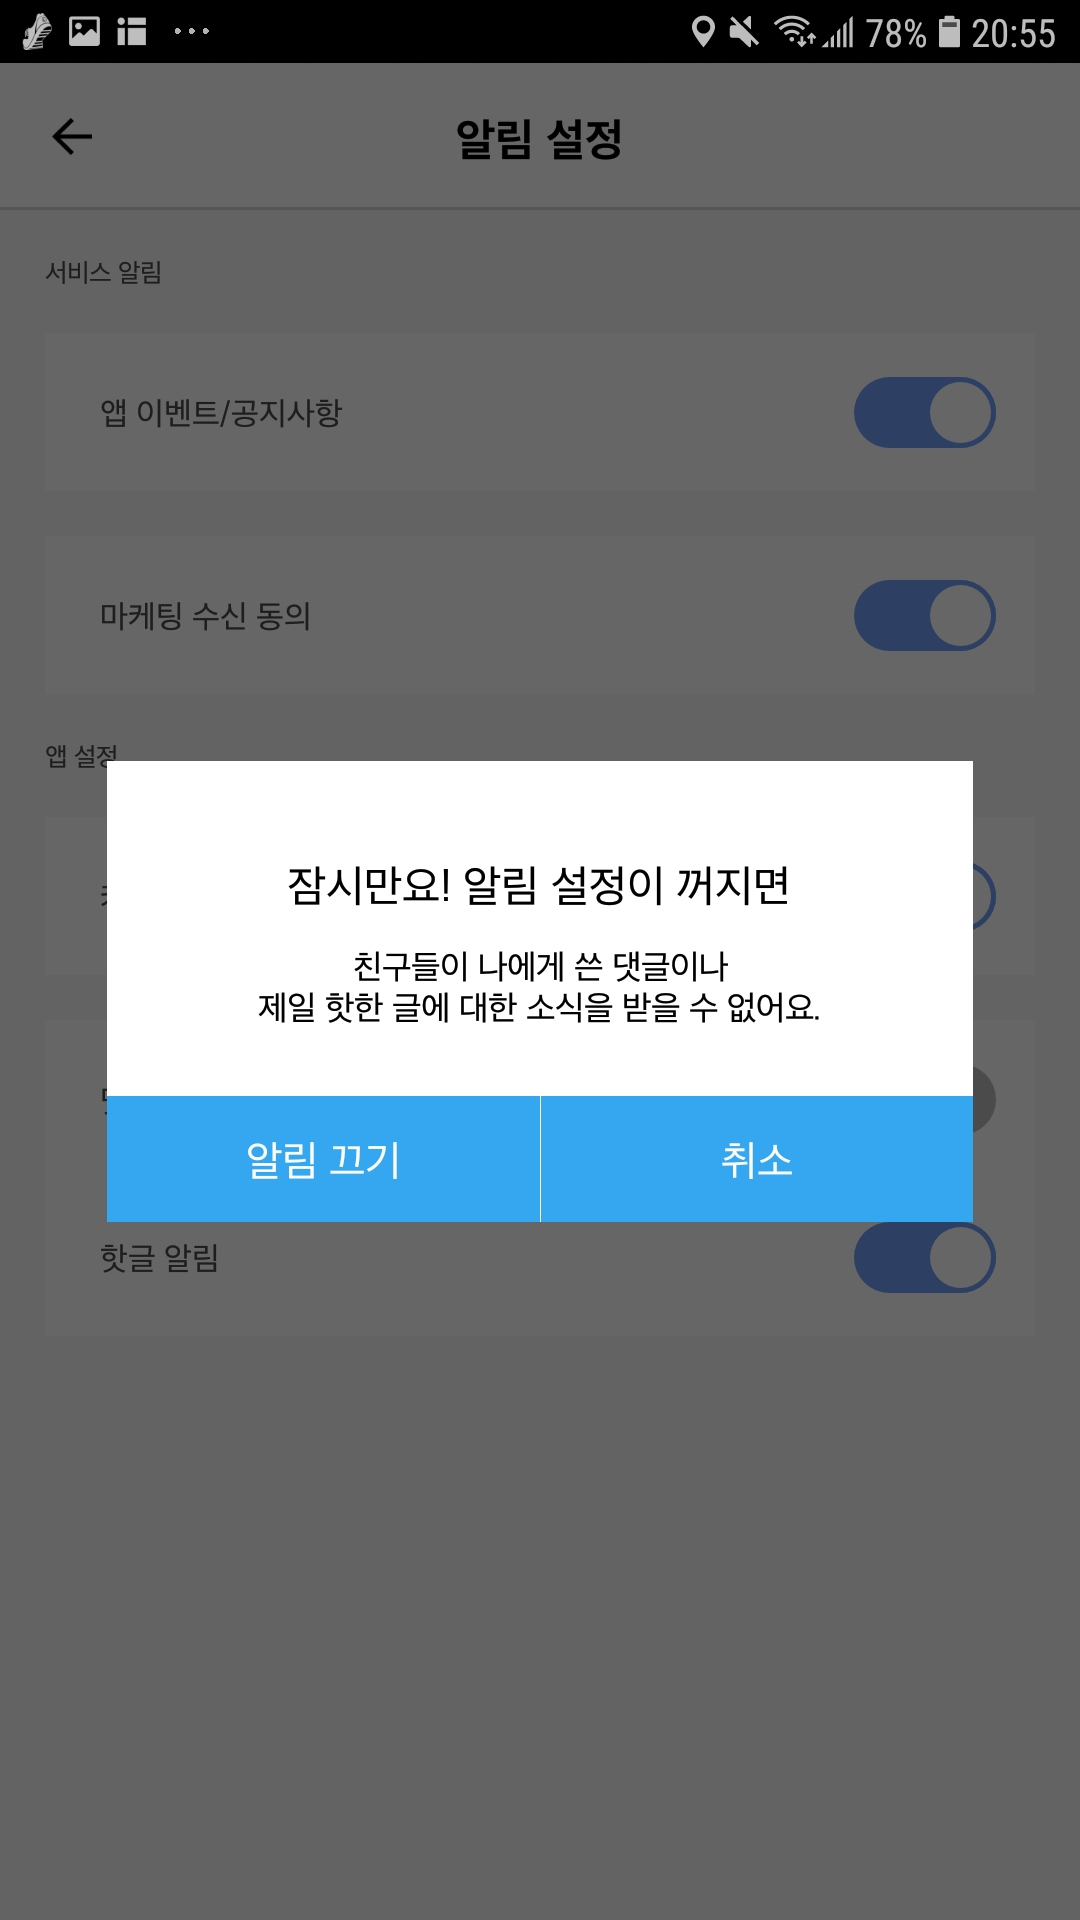 78% 20:55
알림 설정
서비스 알림
앱 이벤트/공지사항
마케팅 수신 동의
앱 설정
잠시만요! 알림 설정이 꺼지면
친구들이 나에게 쓴 댓글이나
제일 핫한 글에 대한 소식을 받을 수 없어요.
알림 끄기
취소
핫글 알림